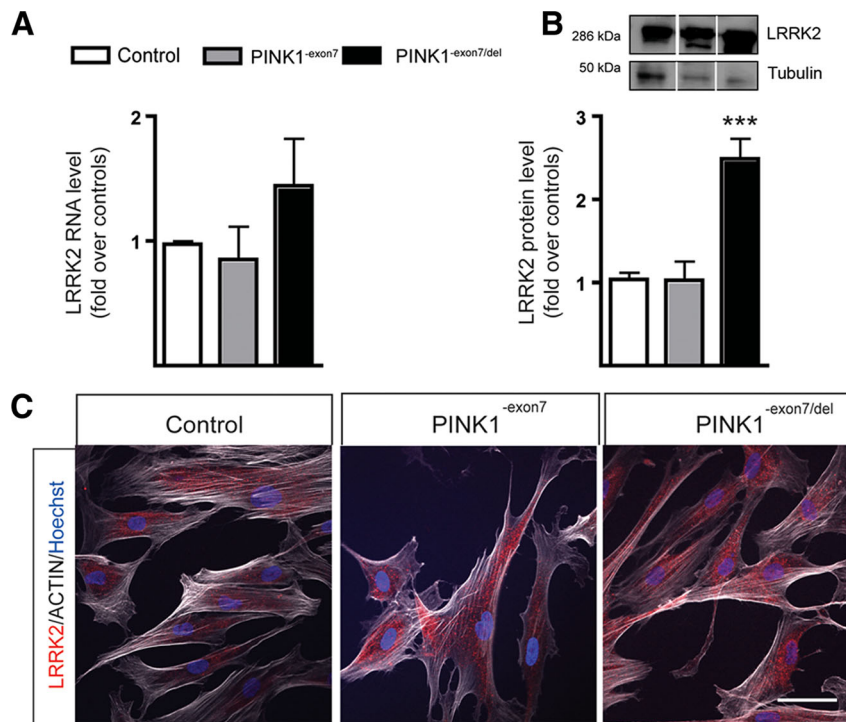 A
Control
PINK1-exon7
PINK1-exon7/del
LRRK2 RNA level
(fold over controls)
2
1
B
286 kDa
LRRK2
50 kDa
Tubulin
LRRK2 protein level
(fold over controls)
3
2
1
***
C
Control
PINK1-exon7
PINK1-exon7/del
LRRK2/ACTIN/Hoechst